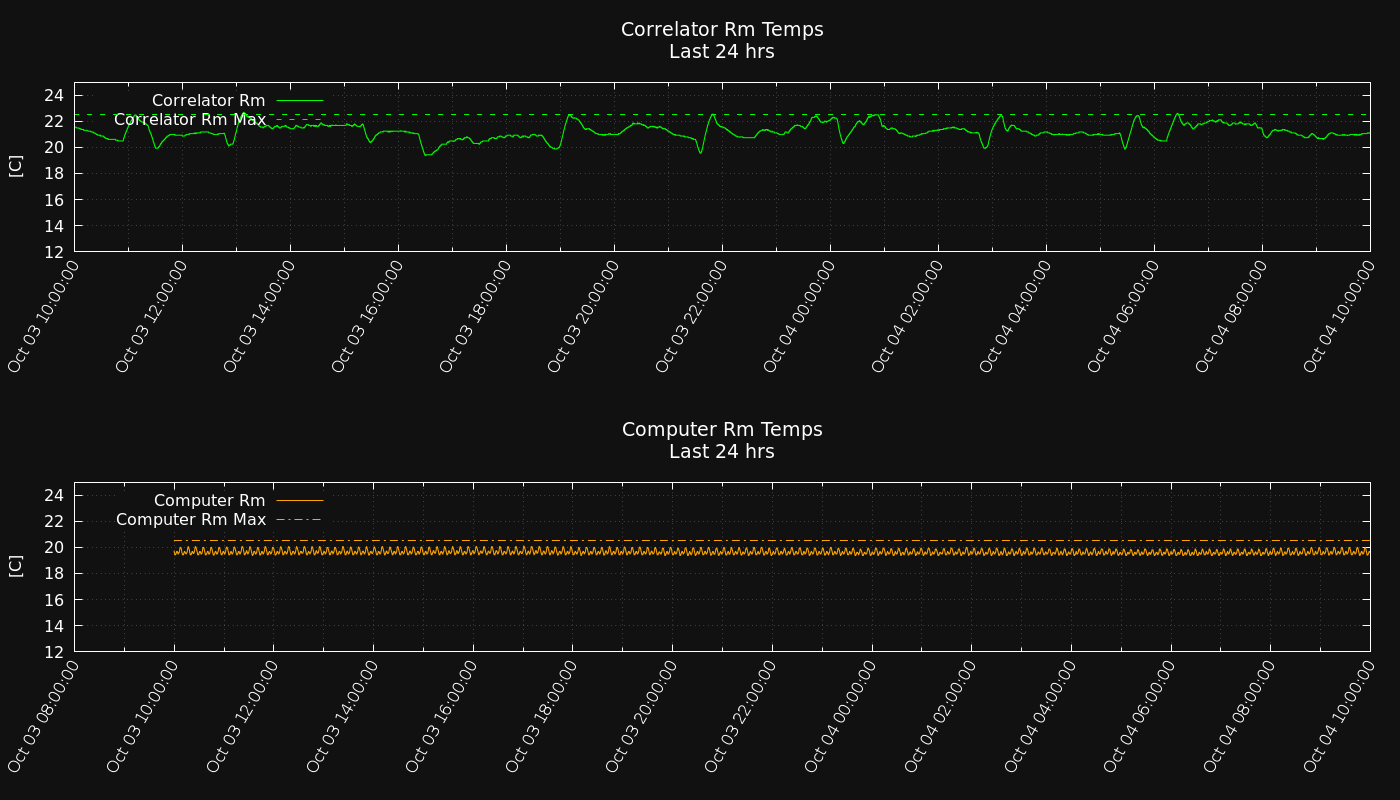 Correlator Rm Temps
Last 24 hrs
24
22
20
18
16
14
12
[C]
Correlator Rm
Correlator Rm Max
Oct 03 10:00:00
Oct 03 12:00:00
Oct 03 14:00:00
Oct 03 16:00:00
Oct 03 18:00:00
Oct 03 20:00:00
Oct 03 22:00:00
Oct 04 00:00:00
Oct 04 02:00:00
Oct 04 04:00:00
Oct 04 06:00:00
Oct 04 08:00:00
Oct 04 10:00:00
Computer Rm Temps
Last 24 hrs
24
22
20
18
16
14
12
[C]
Computer Rm
Computer Rm Max
Oct 03 08:00:00
Oct 03 10:00:00
Oct 03 12:00:00
Oct 03 14:00:00
Oct 03 16:00:00
Oct 03 18:00:00
Oct 03 20:00:00
Oct 03 22:00:00
Oct 04 00:00:00
Oct 04 02:00:00
Oct 04 04:00:00
Oct 04 06:00:00
Oct 04 08:00:00
Oct 04 10:00:00